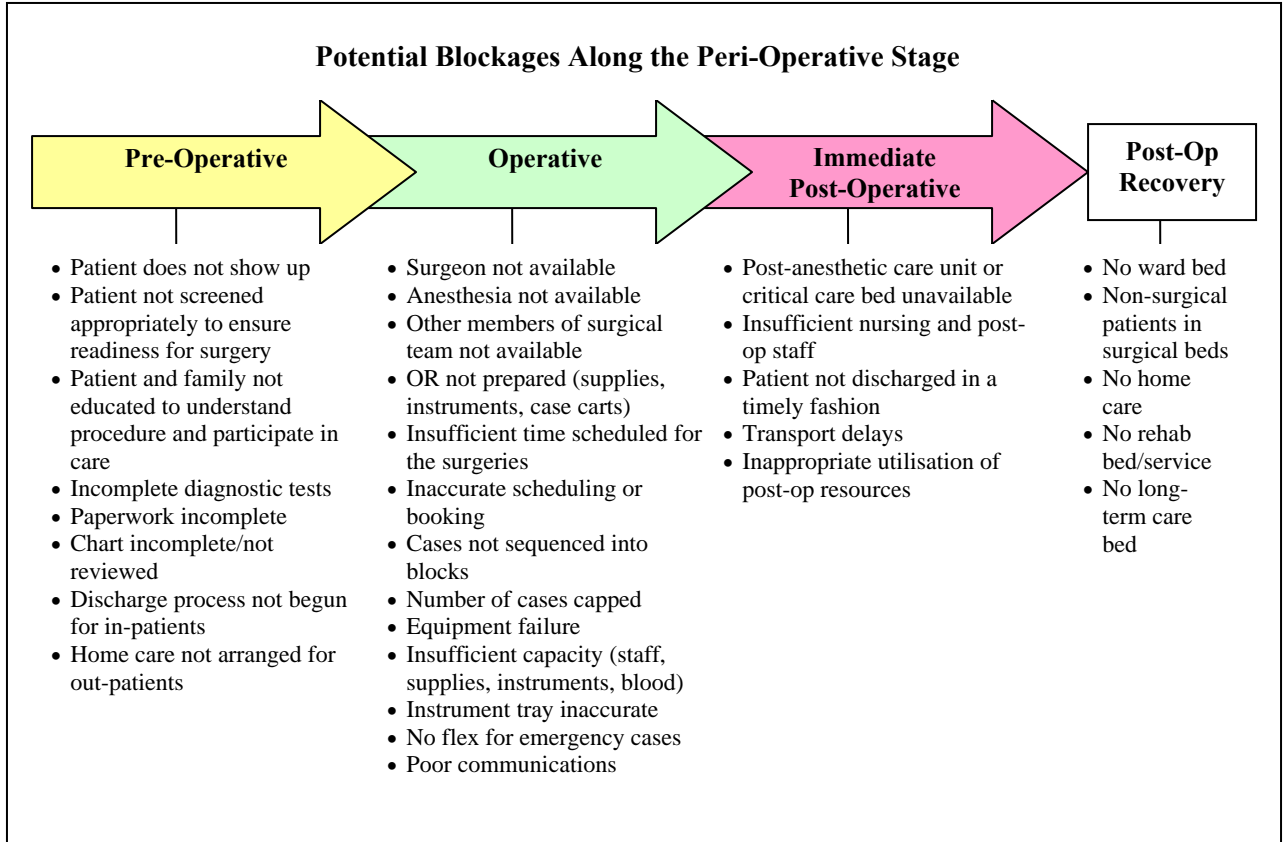 Potential Blockages Along the Peri-Operative Stage
Pre-Operative
Operative
Immediate
Post-Operative
Post-Op
Recovery
• Patient does not show up
• Patient not screened
appropriately to ensure
readiness for surgery
• Patient and family not
educated to understand
procedure and participate in
care
• Incomplete diagnostic tests
• Paperwork incomplete
• Chart incomplete/not
reviewed
• Discharge process not begun
for in-patients
• Home care not arranged for
out-patients
• Surgeon not available
• Anesthesia not available
• Other members of surgical
team not available
• OR not prepared (supplies,
instruments, case carts)
• Insufficient time scheduled for
the surgeries
• Inaccurate scheduling or
booking
• Cases not sequenced into
blocks
• Number of cases capped
• Equipment failure
• Insufficient capacity (staff,
supplies, instruments, blood)
• Instrument tray inaccurate
• No flex for emergency cases
• Poor communications
• Post-anesthetic care unit or
critical care bed unavailable
• Insufficient nursing and post-
op staff
• Patient not discharged in a
timely fashion
• Transport delays
• Inappropriate utilisation of
post-op resources
• No ward bed
• Non-surgical
patients in
surgical beds
• No home
care
• No rehab
bed/service
• No long-
term care
bed